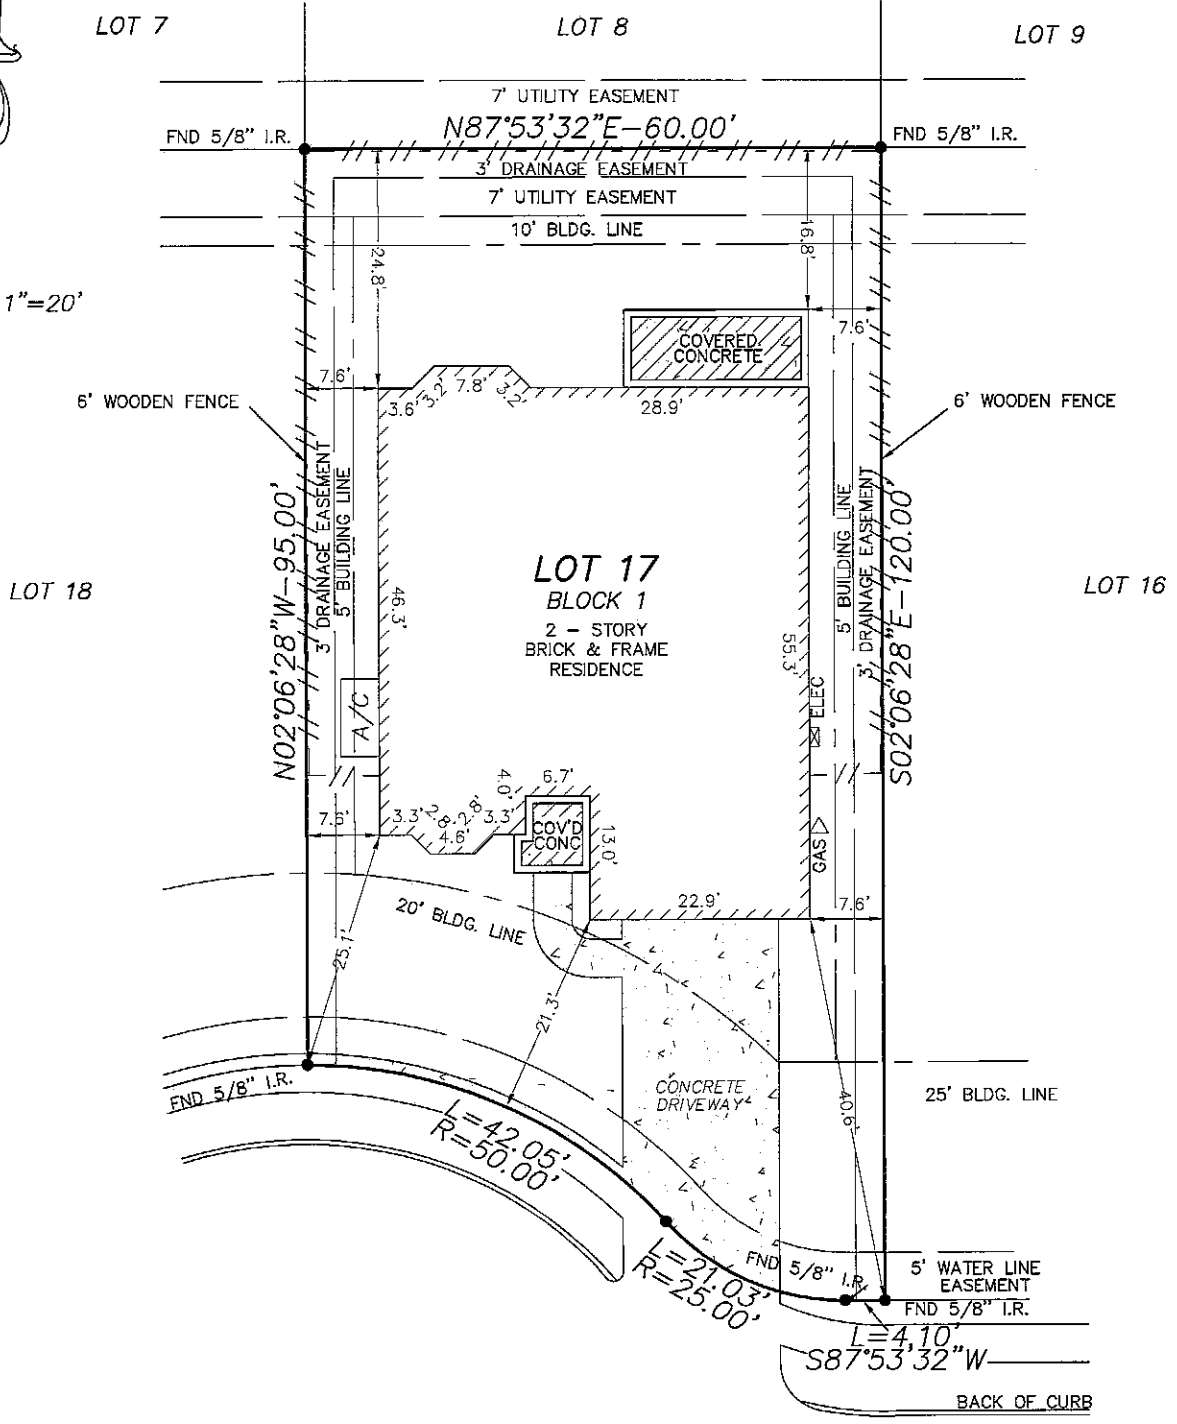 LOT 7
LOT 8
LOT 9
7' UTILITY EASEMENT
N87°53'32"E-60.00'
FND 5/8" I.R.
FND 5/8" I.R.
3' DRAINAGE EASEMENT
7' UTILITY EASEMENT
10' BLDG. LINE
24.8'
16.8'
1"=20'
COVERED
CONCRETE
7.6'
7.6'
3.6'
3.2'
7.8'
3.2'
28.9'
6' WOODEN FENCE
6' WOODEN FENCE
N02°06'28"W-95.00'
3' DRAINAGE EASEMENT
5' BUILDING LINE
46.3'
LOT 17
BLOCK 1
2 - STORY
BRICK & FRAME
RESIDENCE
55.3'
5' BUILDING LINE
3' DRAINAGE EASEMENT
S02°06'28"E-120.00'
LOT 18
LOT 16
A/C
ELEC
GAS
7.6'
3.3'
2.8'
4.6'
2.8'
3.3'
4.0'
6.7'
COV'D
CONC
13.0'
22.9'
7.6'
20' BLDG. LINE
25.1'
21.3'
40.6'
CONCRETE
DRIVEWAY
25' BLDG. LINE
FND 5/8" I.R.
L=42.05'
R=50.00'
L=21.03'
R=25.00'
FND 5/8" I.R.
5' WATER LINE
EASEMENT
FND 5/8" I.R.
L=4.10'
S87°53'32"W
BACK OF CURB